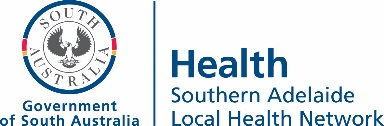 SOUTH
AUSTRALIA
Government
of South Australia
Health
Southern Adelaide
Local Health Network